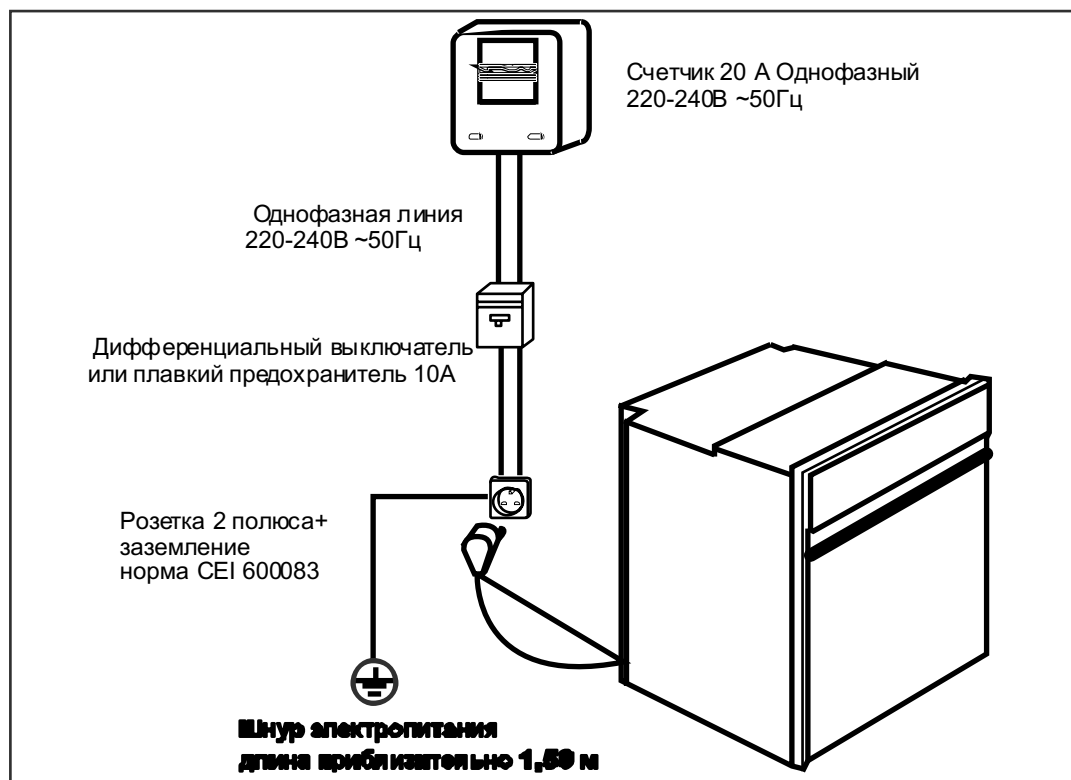 Счетчик 20 А Однофазный
220-240В ~50Гц
Однофазная линия
220-240В ~50Гц
Дифференциальный выключатель
или плавкий предохранитель 10А
Розетка 2 полюса+
заземление
норма CEI 600083
Шнур электропитания
длина приблизительно 1,50 м